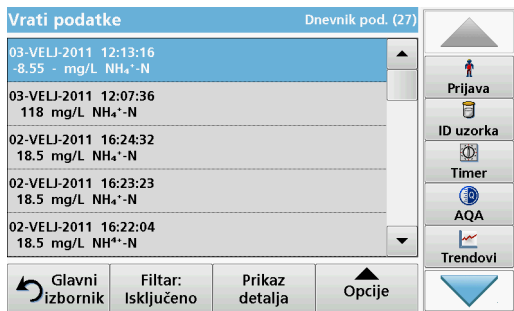 Vrati podatke
Dnevnik pod. (27)
03-VELJ-2011 12:13:16
-8.55 - mg/L NH₄⁺-N
03-VELJ-2011 12:07:36
118 mg/L NH₄⁺-N
02-VELJ-2011 16:24:32
18.5 mg/L NH₄⁺-N
02-VELJ-2011 16:23:23
18.5 mg/L NH₄⁺-N
02-VELJ-2011 16:22:04
18.5 mg/L NH⁴⁺-N
Prijava
ID uzorka
Timer
AQA
Trendovi
Glavni
izbornik
Filtar:
Isključeno
Prikaz
detalja
Opcije